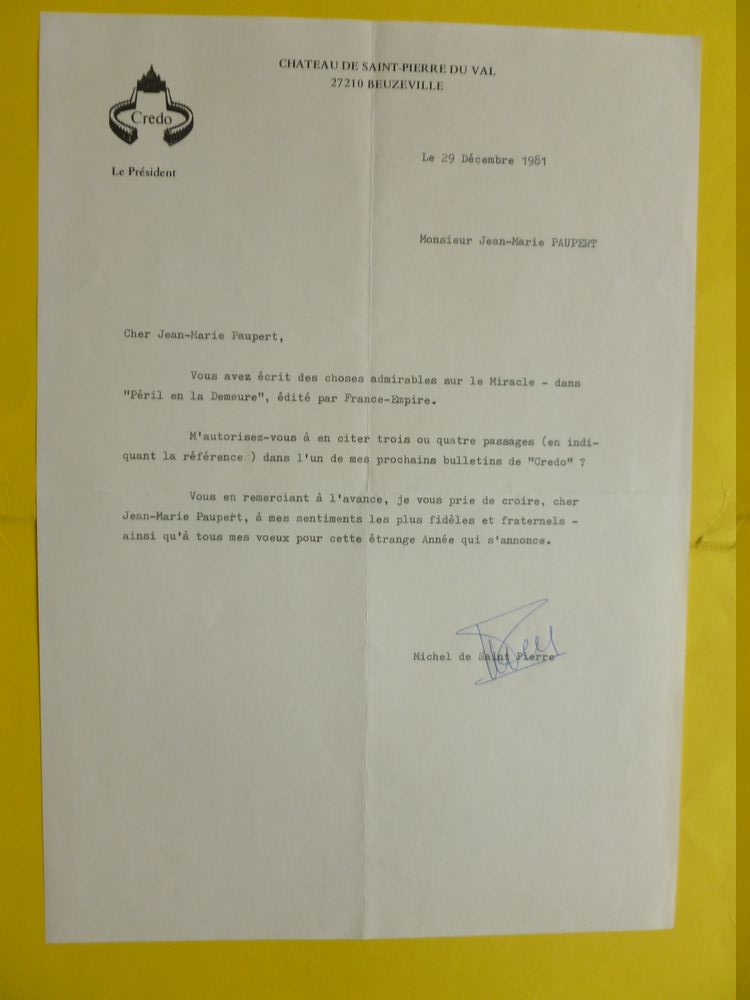 CHATEAU DE SAINT-PIERRE DU VAL
27210 BEUZEVILLE
Credo
Le Président
Le 29 Décembre 1981
Monsieur Jean-Marie PAUPERT
Cher Jean-Marie Paupert,
Vous avez écrit des choses admirables sur le Miracle - dans
"Péril en la Demeure", édité par France-Empire.
M'autorisez-vous à en citer trois ou quatre passages (en indi-
quant la référence ) dans l'un de mes prochains bulletins de "Credo" ?
Vous en remerciant à l'avance, je vous prie de croire, cher
Jean-Marie Paupert, à mes sentiments les plus fidèles et fraternels -
ainsi qu'à tous mes voeux pour cette étrange Année qui s'annonce.
Michel de Saint Pierre